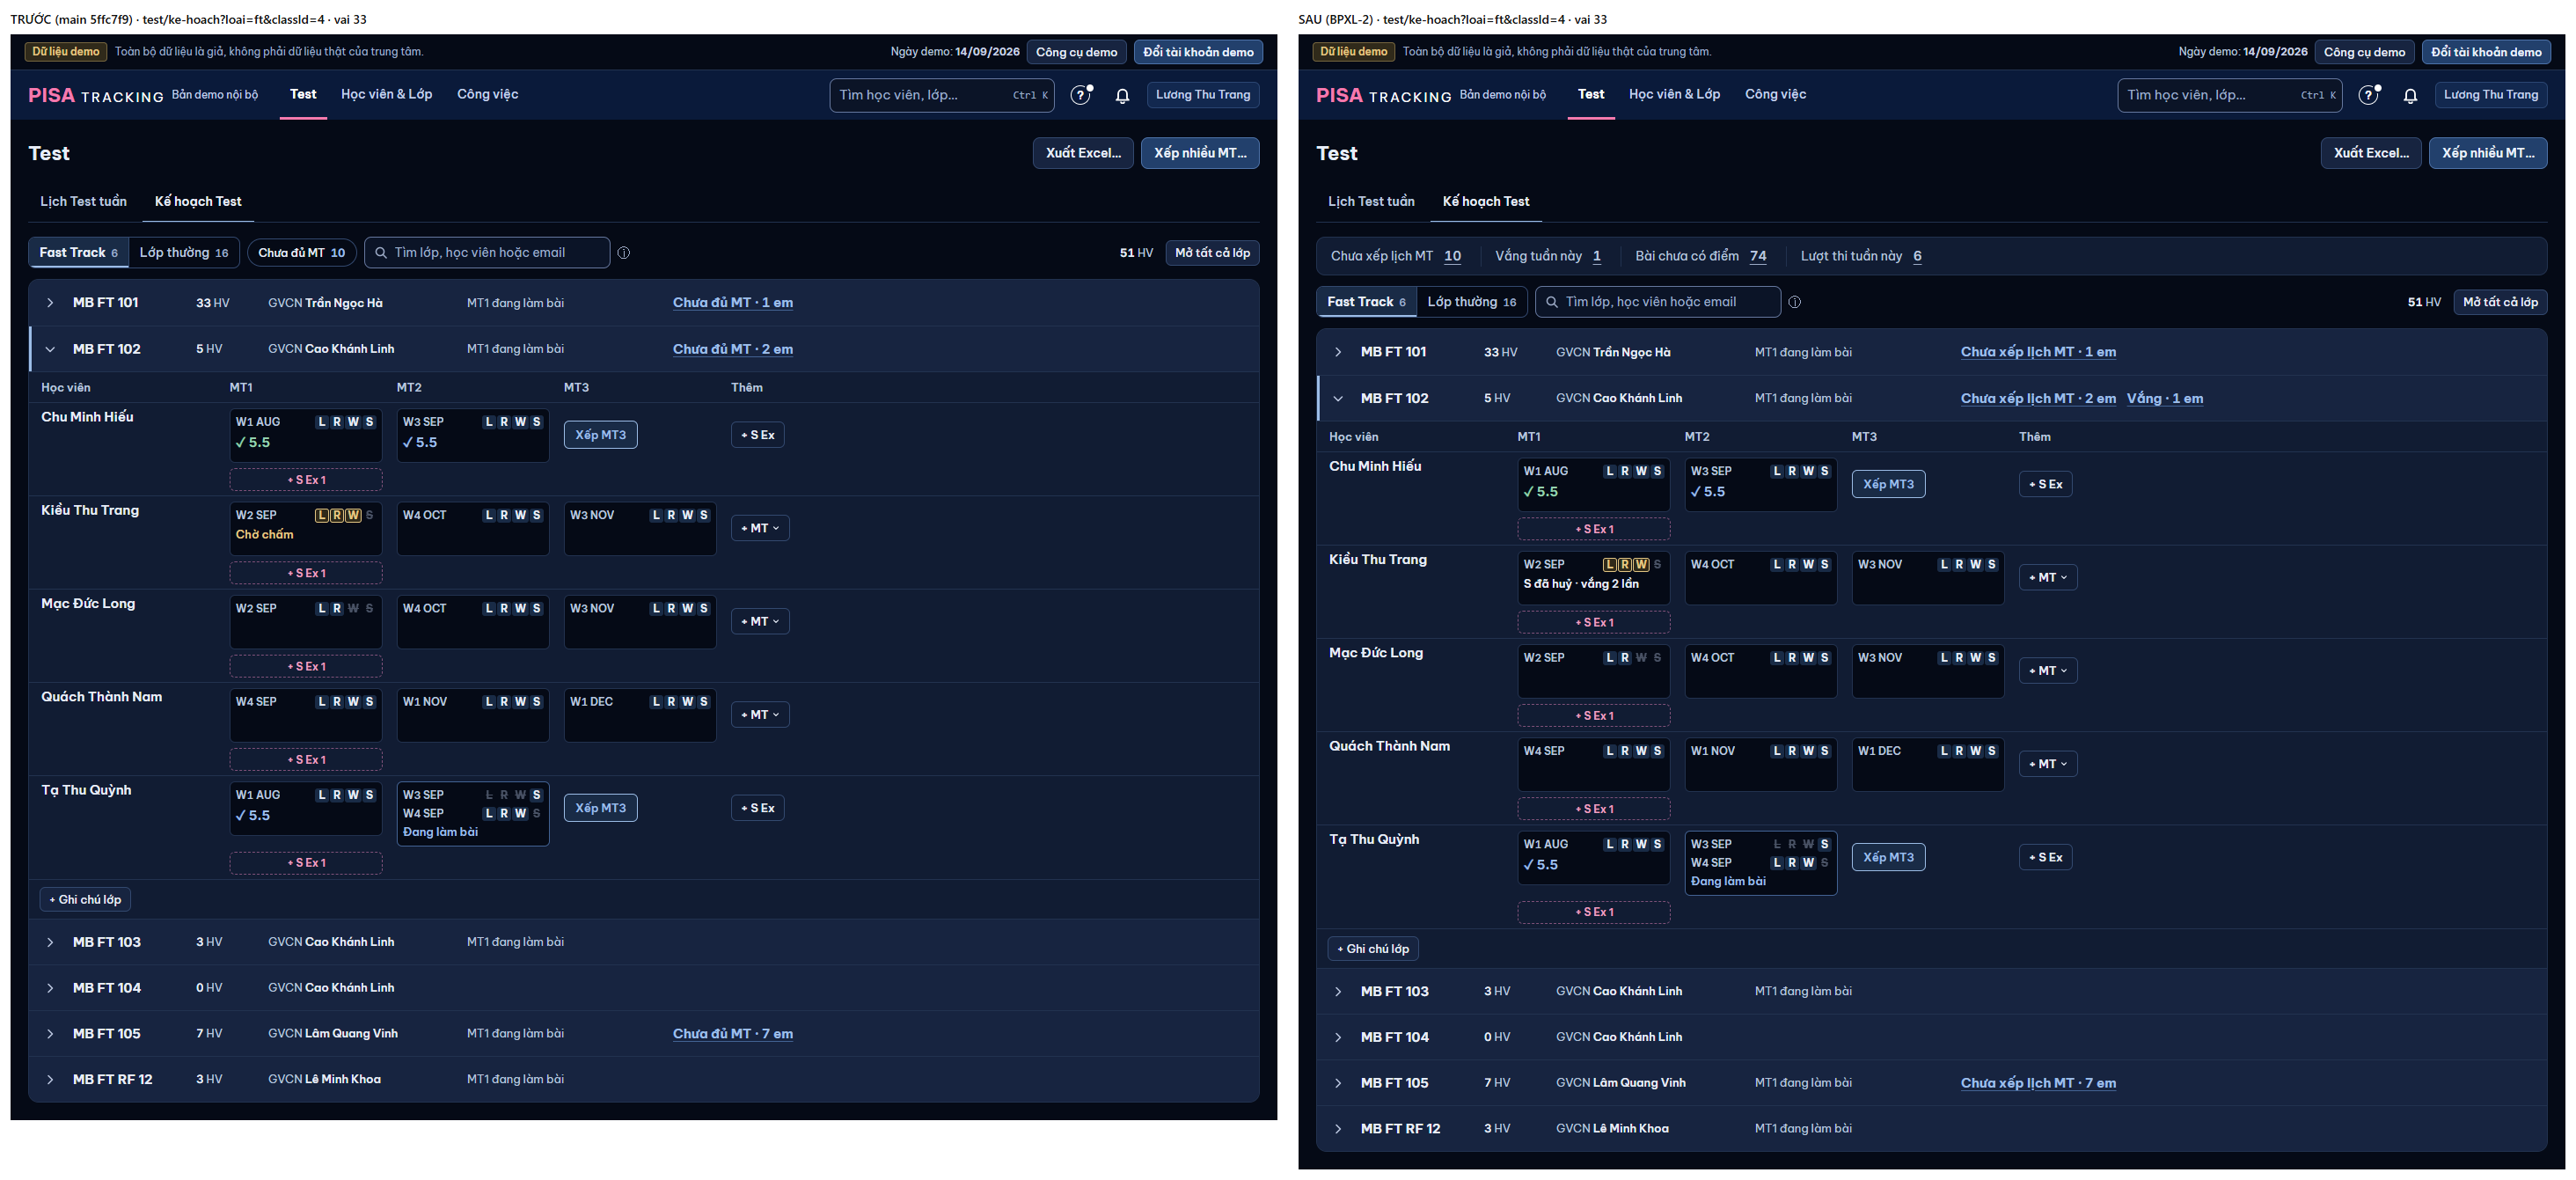 TRƯỚC (main 5ffc7f9) · test/ke-hoach?loai=ft&classId=4 · vai 33
Dữ liệu demo Toàn bộ dữ liệu là giả, không phải dữ liệu thật của trung tâm. Ngày demo: 14/09/2026 Công cụ demo Đổi tài khoản demo
PISA TRACKING Bản demo nội bộ Test Học viên & Lớp Công việc Tìm học viên, lớp... Ctrl K ? Lương Thu Trang
Test Xuất Excel... Xếp nhiều MT...
Lịch Test tuần Kế hoạch Test
Fast Track 6 Lớp thường 16 Chưa đủ MT 10 Tìm lớp, học viên hoặc email 51 HV Mở tất cả lớp
MB FT 101 33 HV GVCN Trần Ngọc Hà MT1 đang làm bài Chưa đủ MT · 1 em
MB FT 102 5 HV GVCN Cao Khánh Linh MT1 đang làm bài Chưa đủ MT · 2 em
Học viên MT1 MT2 MT3 Thêm
Chu Minh Hiếu W1 AUG L R W S W3 SEP L R W S Xếp MT3 + S Ex
✓ 5.5 ✓ 5.5
+ S Ex 1
Kiều Thu Trang W2 SEP L R W S W4 OCT L R W S W3 NOV L R W S + MT
Chờ chấm
+ S Ex 1
Mạc Đức Long W2 SEP L R W S W4 OCT L R W S W3 NOV L R W S + MT
+ S Ex 1
Quách Thành Nam W4 SEP L R W S W1 NOV L R W S W1 DEC L R W S + MT
+ S Ex 1
Tạ Thu Quỳnh W1 AUG L R W S W3 SEP L R W S Xếp MT3 + S Ex
✓ 5.5 W4 SEP L R W S
Đang làm bài
+ S Ex 1
+ Ghi chú lớp
MB FT 103 3 HV GVCN Cao Khánh Linh MT1 đang làm bài
MB FT 104 0 HV GVCN Cao Khánh Linh
MB FT 105 7 HV GVCN Lâm Quang Vinh MT1 đang làm bài Chưa đủ MT · 7 em
MB FT RF 12 3 HV GVCN Lê Minh Khoa MT1 đang làm bài
SAU (BPXL-2) · test/ke-hoach?loai=ft&classId=4 · vai 33
Dữ liệu demo Toàn bộ dữ liệu là giả, không phải dữ liệu thật của trung tâm. Ngày demo: 14/09/2026 Công cụ demo Đổi tài khoản demo
PISA TRACKING Bản demo nội bộ Test Học viên & Lớp Công việc Tìm học viên, lớp... Ctrl K ? Lương Thu Trang
Test Xuất Excel... Xếp nhiều MT...
Lịch Test tuần Kế hoạch Test
Chưa xếp lịch MT 10 Vắng tuần này 1 Bài chưa có điểm 74 Lượt thi tuần này 6
Fast Track 6 Lớp thường 16 Tìm lớp, học viên hoặc email 51 HV Mở tất cả lớp
MB FT 101 33 HV GVCN Trần Ngọc Hà MT1 đang làm bài Chưa xếp lịch MT · 1 em
MB FT 102 5 HV GVCN Cao Khánh Linh MT1 đang làm bài Chưa xếp lịch MT · 2 em Vắng · 1 em
Học viên MT1 MT2 MT3 Thêm
Chu Minh Hiếu W1 AUG L R W S W3 SEP L R W S Xếp MT3 + S Ex
✓ 5.5 ✓ 5.5
+ S Ex 1
Kiều Thu Trang W2 SEP L R W S W4 OCT L R W S W3 NOV L R W S + MT
S đã huỷ · vắng 2 lần
+ S Ex 1
Mạc Đức Long W2 SEP L R W S W4 OCT L R W S W3 NOV L R W S + MT
+ S Ex 1
Quách Thành Nam W4 SEP L R W S W1 NOV L R W S W1 DEC L R W S + MT
+ S Ex 1
Tạ Thu Quỳnh W1 AUG L R W S W3 SEP L R W S Xếp MT3 + S Ex
✓ 5.5 W4 SEP L R W S
Đang làm bài
+ S Ex 1
+ Ghi chú lớp
MB FT 103 3 HV GVCN Cao Khánh Linh MT1 đang làm bài
MB FT 104 0 HV GVCN Cao Khánh Linh
MB FT 105 7 HV GVCN Lâm Quang Vinh MT1 đang làm bài Chưa xếp lịch MT · 7 em
MB FT RF 12 3 HV GVCN Lê Minh Khoa MT1 đang làm bài